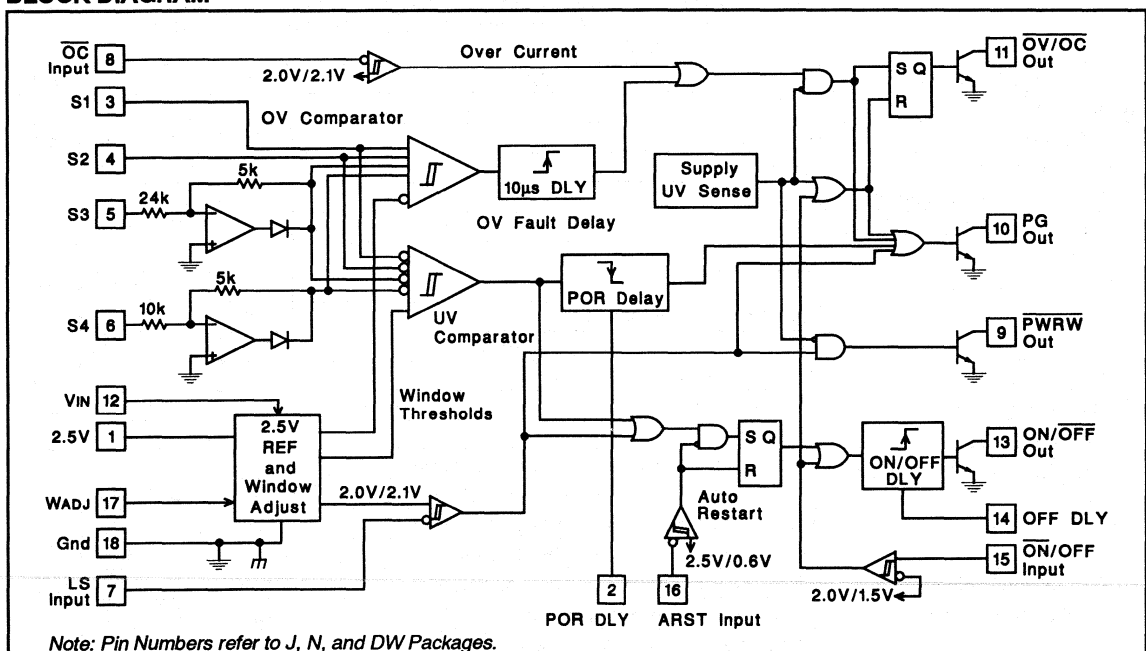 BLOCK DIAGRAM
OC Input 8
2.0V/2.1V
Over Current
S1 3
OV Comparator
S2 4
5k
24k
S3 5
10µs DLY
OV Fault Delay
Supply
UV Sense
S Q
R
11 OV/OC Out
10 PG Out
5k
10k
S4 6
UV Comparator
POR Delay
9 PWRW Out
Window
Thresholds
VIN 12
2.5V 1
2.5V
REF
and
Window
Adjust
WADJ 17
2.0V/2.1V
Gnd 18
LS Input 7
S Q
R
Auto
Restart
2.5V/0.6V
ON/OFF
DLY
13 ON/OFF Out
14 OFF DLY
15 ON/OFF Input
2.0V/1.5V
2
POR DLY
16
ARST Input
Note: Pin Numbers refer to J, N, and DW Packages.